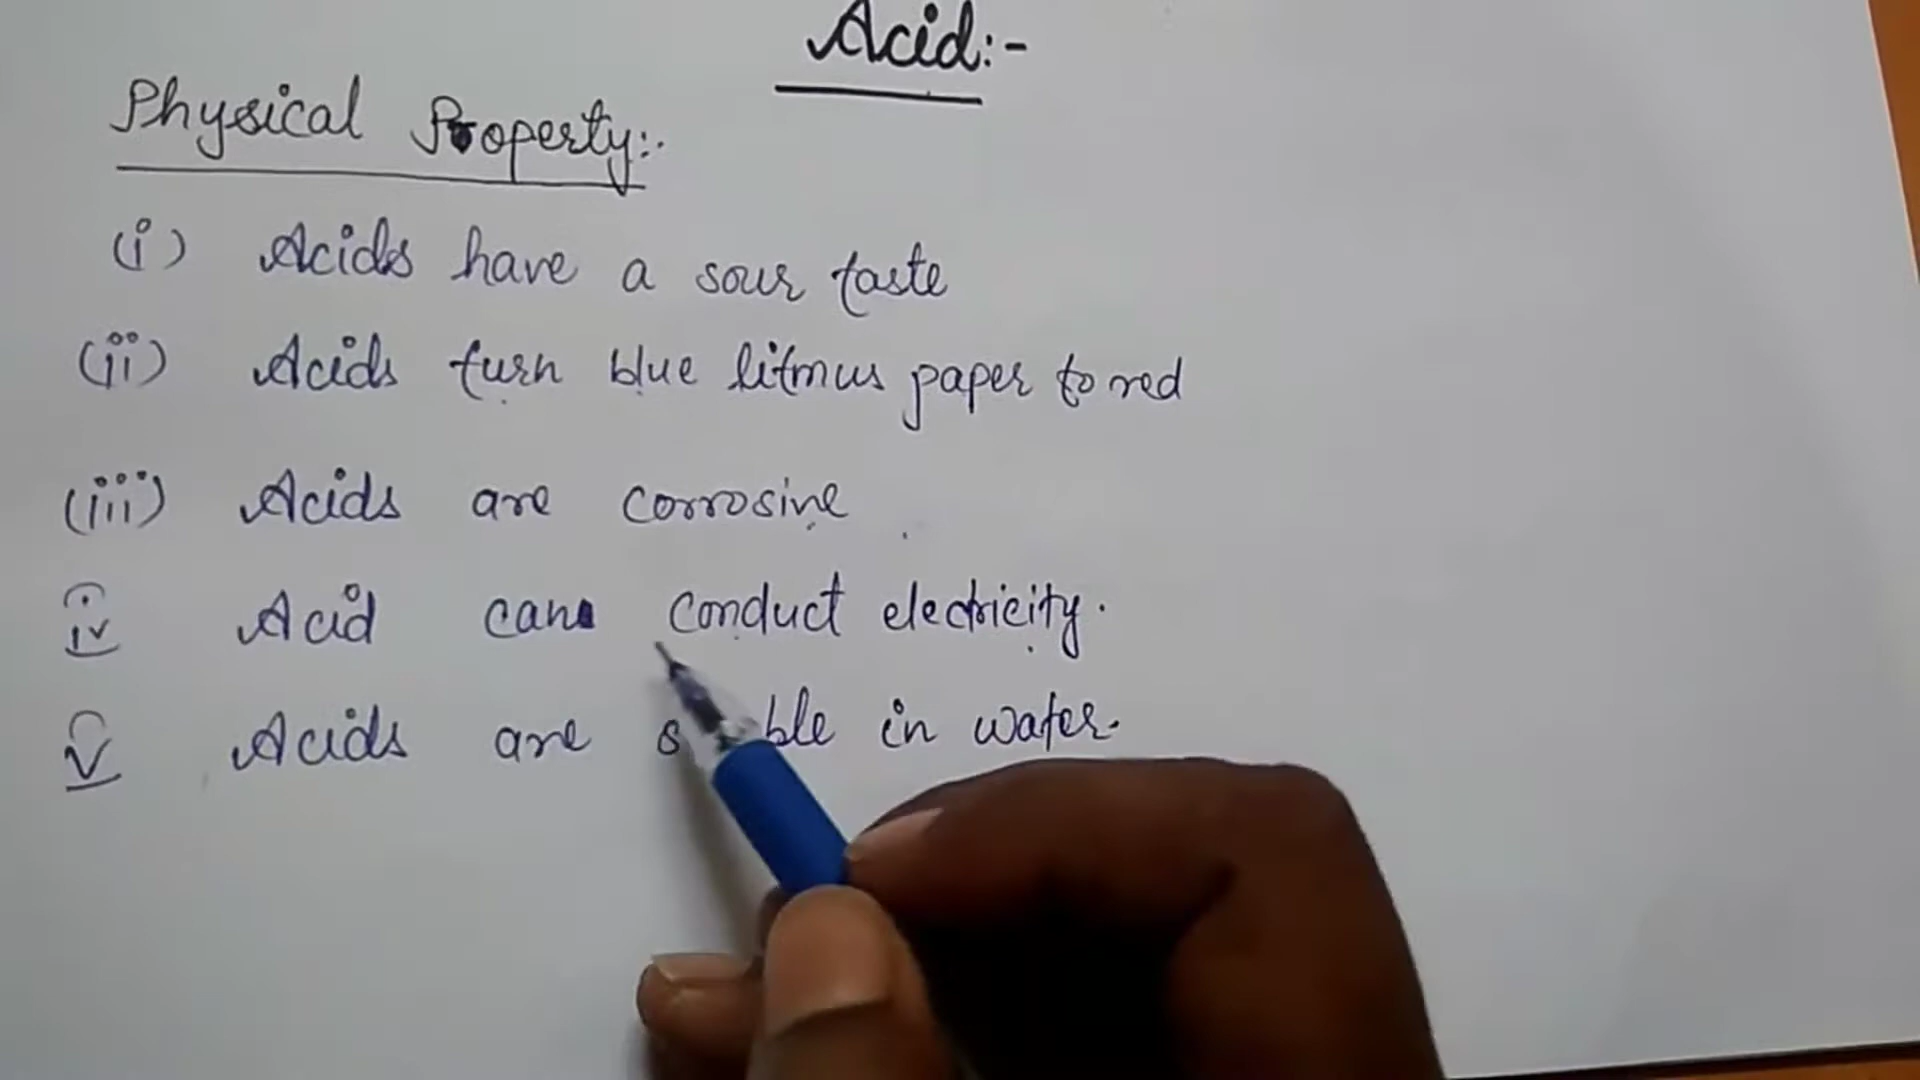 Acid:-
Physical Property:-
(i) Acids have a sour taste
(ii) Acids turn blue litmus paper to red
(iii) Acids are corrosive
iv Acid can conduct electricity.
v Acids are in water.